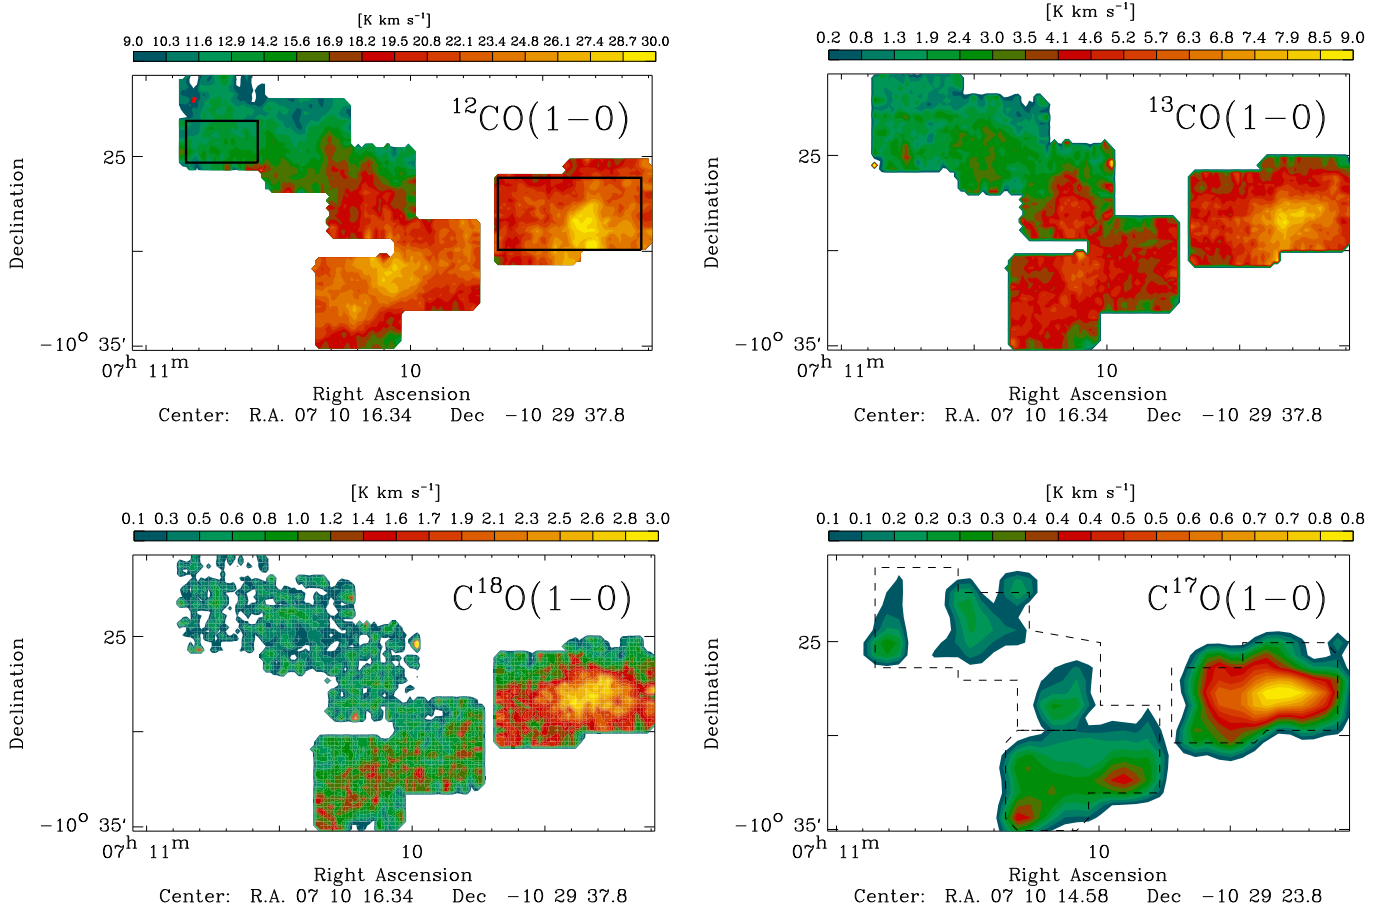 [K km s⁻¹]
9.0 10.3 11.6 12.9 14.2 15.6 16.9 18.2 19.5 20.8 22.1 23.4 24.8 26.1 27.4 28.7 30.0
¹²CO(1−0)
Declination
25
−10° 35'
07ʰ 11ᵐ 10
Right Ascension
Center: R.A. 07 10 16.34 Dec −10 29 37.8
[K km s⁻¹]
0.2 0.8 1.3 1.9 2.4 3.0 3.5 4.1 4.6 5.2 5.7 6.3 6.8 7.4 7.9 8.5 9.0
¹³CO(1−0)
Declination
25
−10° 35'
07ʰ 11ᵐ 10
Right Ascension
Center: R.A. 07 10 16.34 Dec −10 29 37.8
[K km s⁻¹]
0.1 0.3 0.5 0.6 0.8 1.0 1.2 1.4 1.6 1.7 1.9 2.1 2.3 2.5 2.6 2.8 3.0
C¹⁸O(1−0)
Declination
25
−10° 35'
07ʰ 11ᵐ 10
Right Ascension
Center: R.A. 07 10 16.34 Dec −10 29 37.8
[K km s⁻¹]
0.1 0.1 0.2 0.2 0.3 0.3 0.4 0.4 0.4 0.5 0.5 0.6 0.6 0.7 0.7 0.8 0.8
C¹⁷O(1−0)
Declination
25
−10° 35'
07ʰ 11ᵐ 10
Right Ascension
Center: R.A. 07 10 14.58 Dec −10 29 23.8